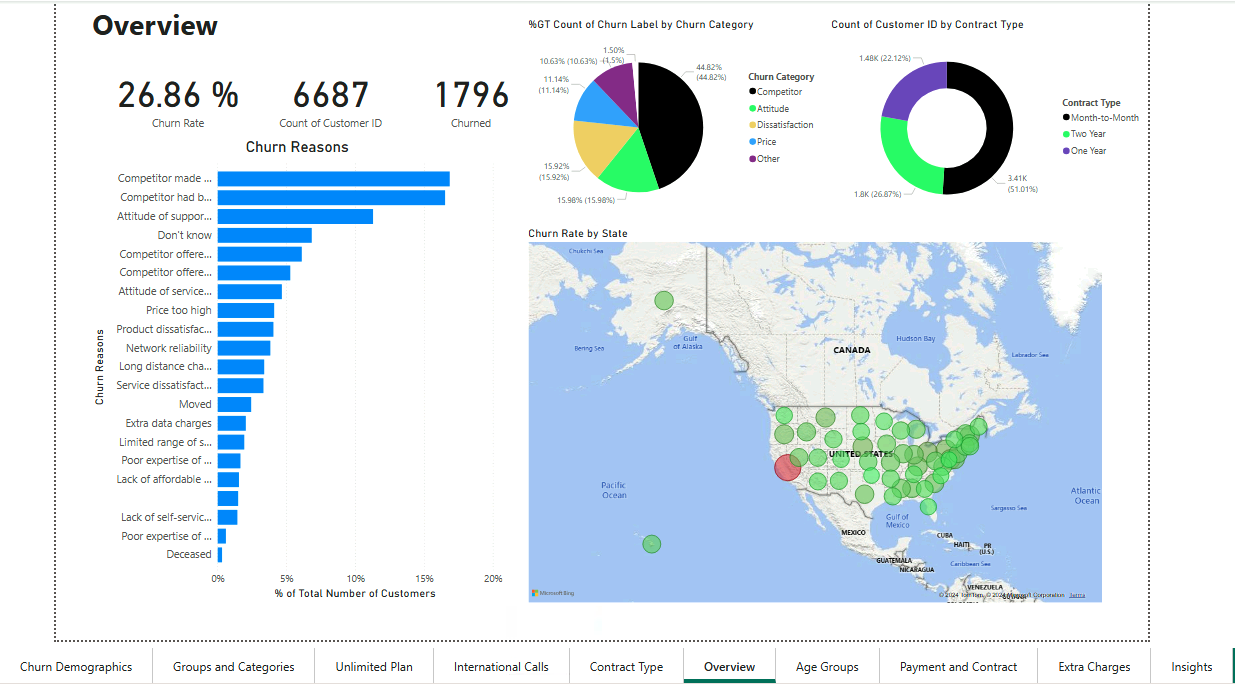 Overview
26.86 %
Churn Rate
6687
Count of Customer ID
1796
Churned
Churn Reasons
Churn Reasons
Competitor made ...
Competitor had b...
Attitude of suppor...
Don't know
Competitor offere...
Competitor offere...
Attitude of service...
Price too high
Product dissatisfac...
Network reliability
Long distance cha...
Service dissatisfact...
Moved
Extra data charges
Limited range of s...
Poor expertise of ...
Lack of affordable ...
Lack of self-servic...
Poor expertise of ...
Deceased
0%
5%
10%
15%
20%
% of Total Number of Customers
%GT Count of Churn Label by Churn Category
1.50%
(1.5%)
10.63% (10.63%)
11.14%
(11.14%)
15.92%
(15.92%)
15.98% (15.98%)
44.82%
(44.82%)
Churn Category
Competitor
Attitude
Dissatisfaction
Price
Other
Count of Customer ID by Contract Type
1.48K (22.12%)
1.8K (26.87%)
3.41K
(51.01%)
Contract Type
Month-to-Month
Two Year
One Year
Churn Rate by State
Chukchi Sea
Bering Sea
Gulf
of Alaska
CANADA
Hudson Bay
Labrador Sea
UNITED STATES
Pacific
Ocean
Atlantic
Ocean
Sargasso Sea
Gulf of
Mexico
MEXICO
CUBA
HAITI
PR
(U.S.)
GUATEMALA
NICARAGUA
Caribbean Sea
VENEZUELA
Microsoft Bing
© 2024 TomTom, © 2024 Microsoft Corporation
Terms
Churn Demographics
Groups and Categories
Unlimited Plan
International Calls
Contract Type
Overview
Age Groups
Payment and Contract
Extra Charges
Insights